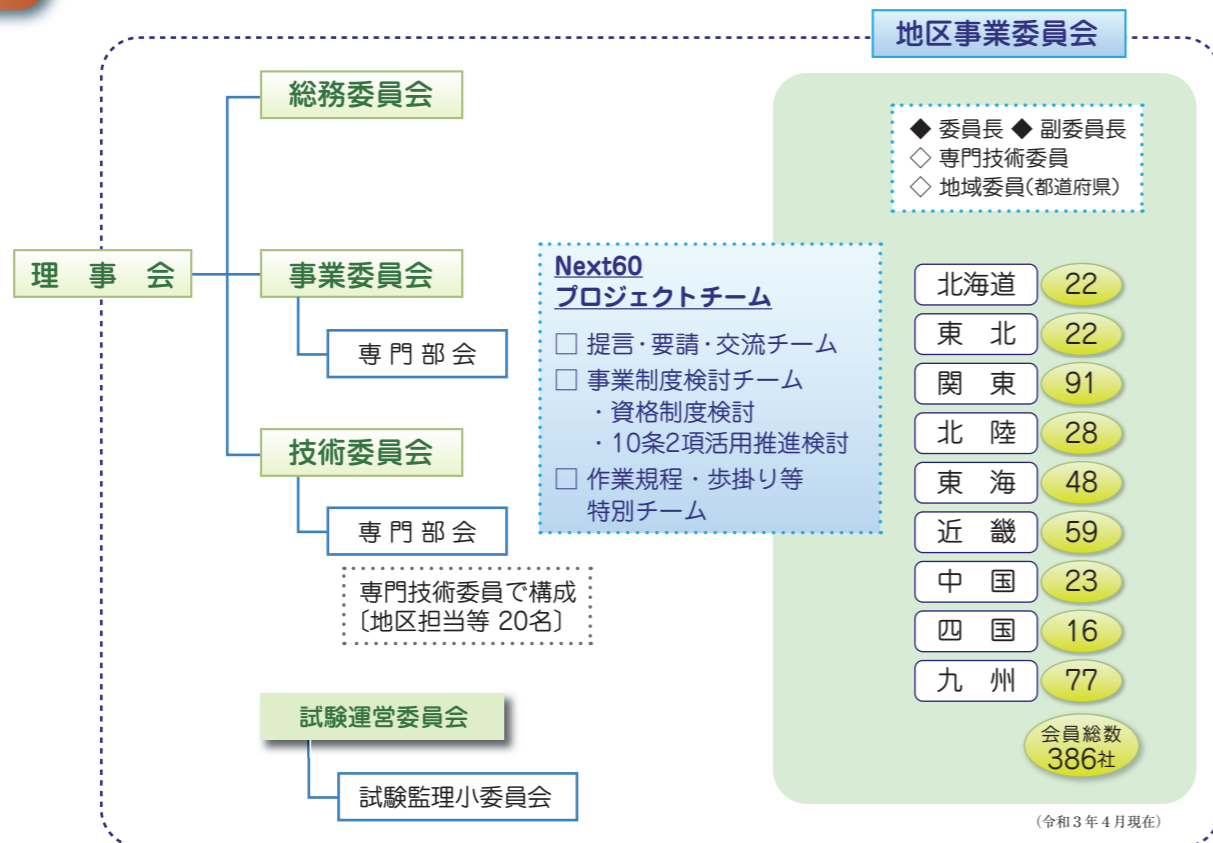 地区事業委員会
総務委員会
◆ 委員長 ◆ 副委員長
◇ 専門技術委員
◇ 地域委員(都道府県)
理 事 会
事業委員会
専 門 部 会
技術委員会
専 門 部 会
専門技術委員で構成
〔地区担当等 20名〕
試験運営委員会
試験監理小委員会
Next60
プロジェクトチーム
□ 提言・要請・交流チーム
□ 事業制度検討チーム
・資格制度検討
・10条2項活用推進検討
□ 作業規程・歩掛り等
特別チーム
北海道 22
東 北 22
関 東 91
北 陸 28
東 海 48
近 畿 59
中 国 23
四 国 16
九 州 77
会員総数
386社
(令和3年4月現在)